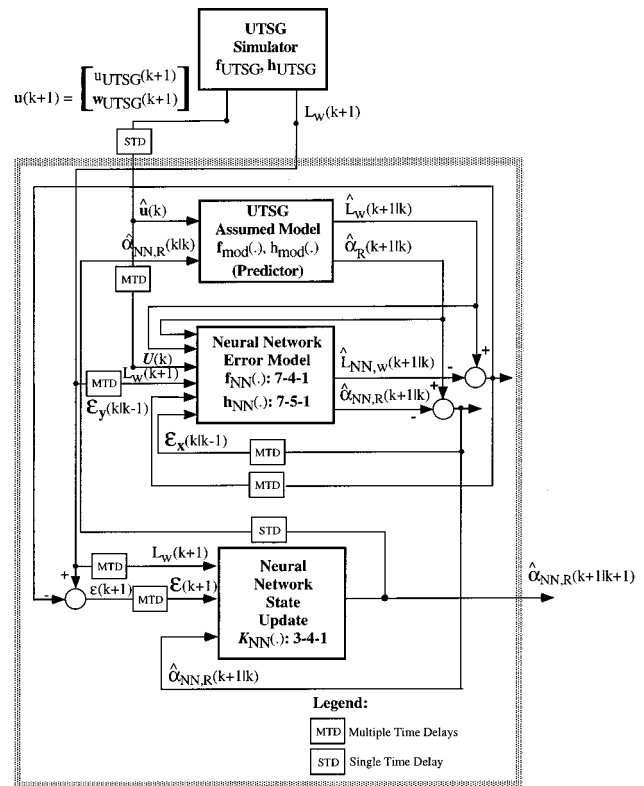 UTSG
Simulator
f_UTSG, h_UTSG
u(k+1) = [u_UTSG(k+1)
w_UTSG(k+1)]
L_w(k+1)
STD
û(k)
α̂_NN,R(k|k)
MTD
UTSG
Assumed Model
f_mod(.), h_mod(.)
(Predictor)
L̂_w(k+1|k)
α̂_R(k+1|k)
U(k)
L_w(k+1)
MTD
ℰ_y(k|k-1)
ℰ_x(k|k-1)
Neural Network
Error Model
f_NN(.): 7-4-1
h_NN(.): 7-5-1
L̂_NN,w(k+1|k)
α̂_NN,R(k+1|k)
+
-
+
-
MTD
MTD
STD
+
-
MTD
L_w(k+1)
ε(k+1)
MTD
ℰ(k+1)
Neural
Network
State
Update
K_NN(.): 3-4-1
α̂_NN,R(k+1|k+1)
α̂_NN,R(k+1|k)
Legend:
MTD Multiple Time Delays
STD Single Time Delay